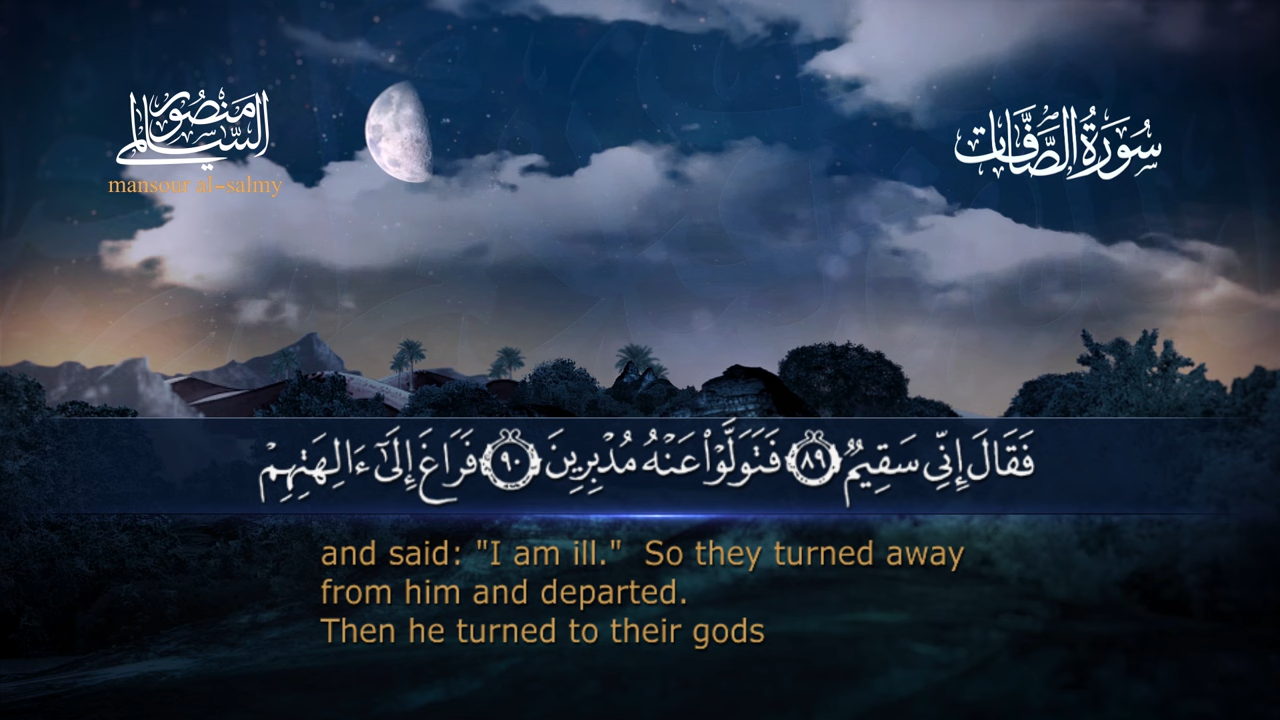 منصور السالمي
mansour al-salmy
سُورَةُ الصَّافَّات
فَقَالَ إِنِّي سَقِيمٌ ٨٩ فَتَوَلَّوْا۟ عَنْهُ مُدْبِرِينَ ٩٠ فَرَاغَ إِلَىٰٓ ءَالِهَتِهِمْ
and said: "I am ill." So they turned away
from him and departed.
Then he turned to their gods